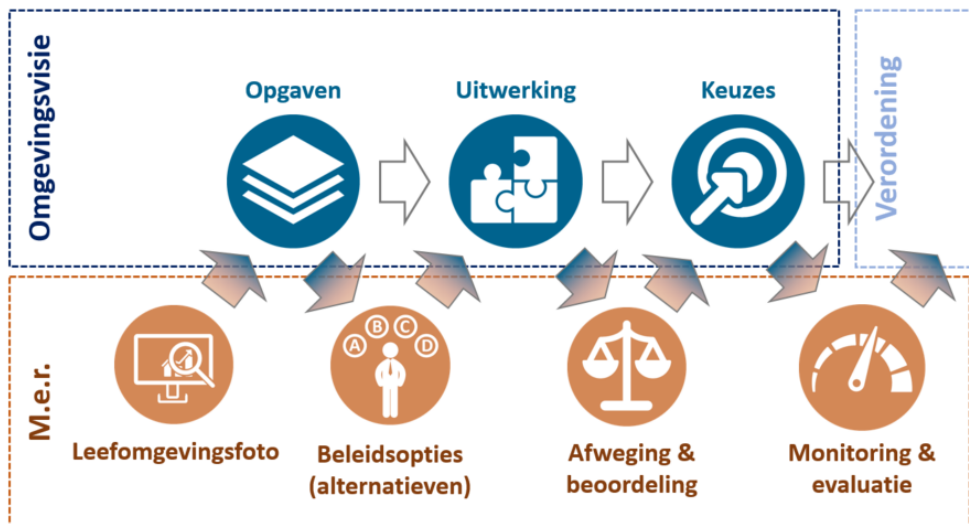 Omgevingsvisie
Opgaven
Uitwerking
Keuzes
Verordening
M.e.r.
A
B
C
D
Leefomgevingsfoto
Beleidsopties
(alternatieven)
Afweging &
beoordeling
Monitoring &
evaluatie